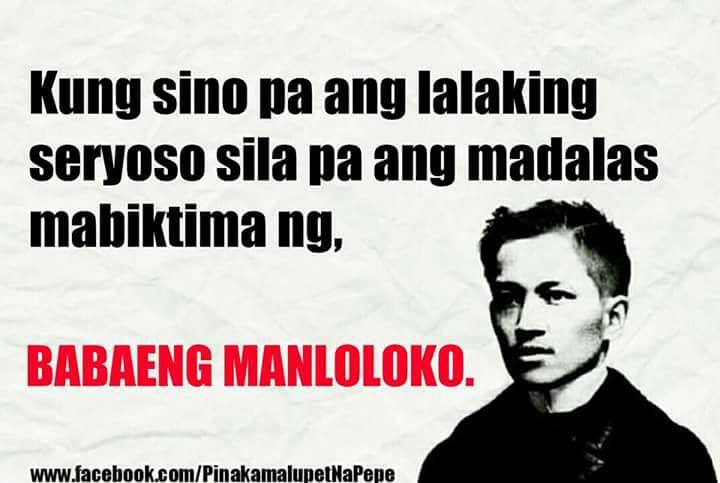 Kung sino pa ang lalaking
seryoso sila pa ang madalas
mabiktima ng,
BABAENG MANLOLOKO.
www.facebook.com/PinakamalupetNaPepe